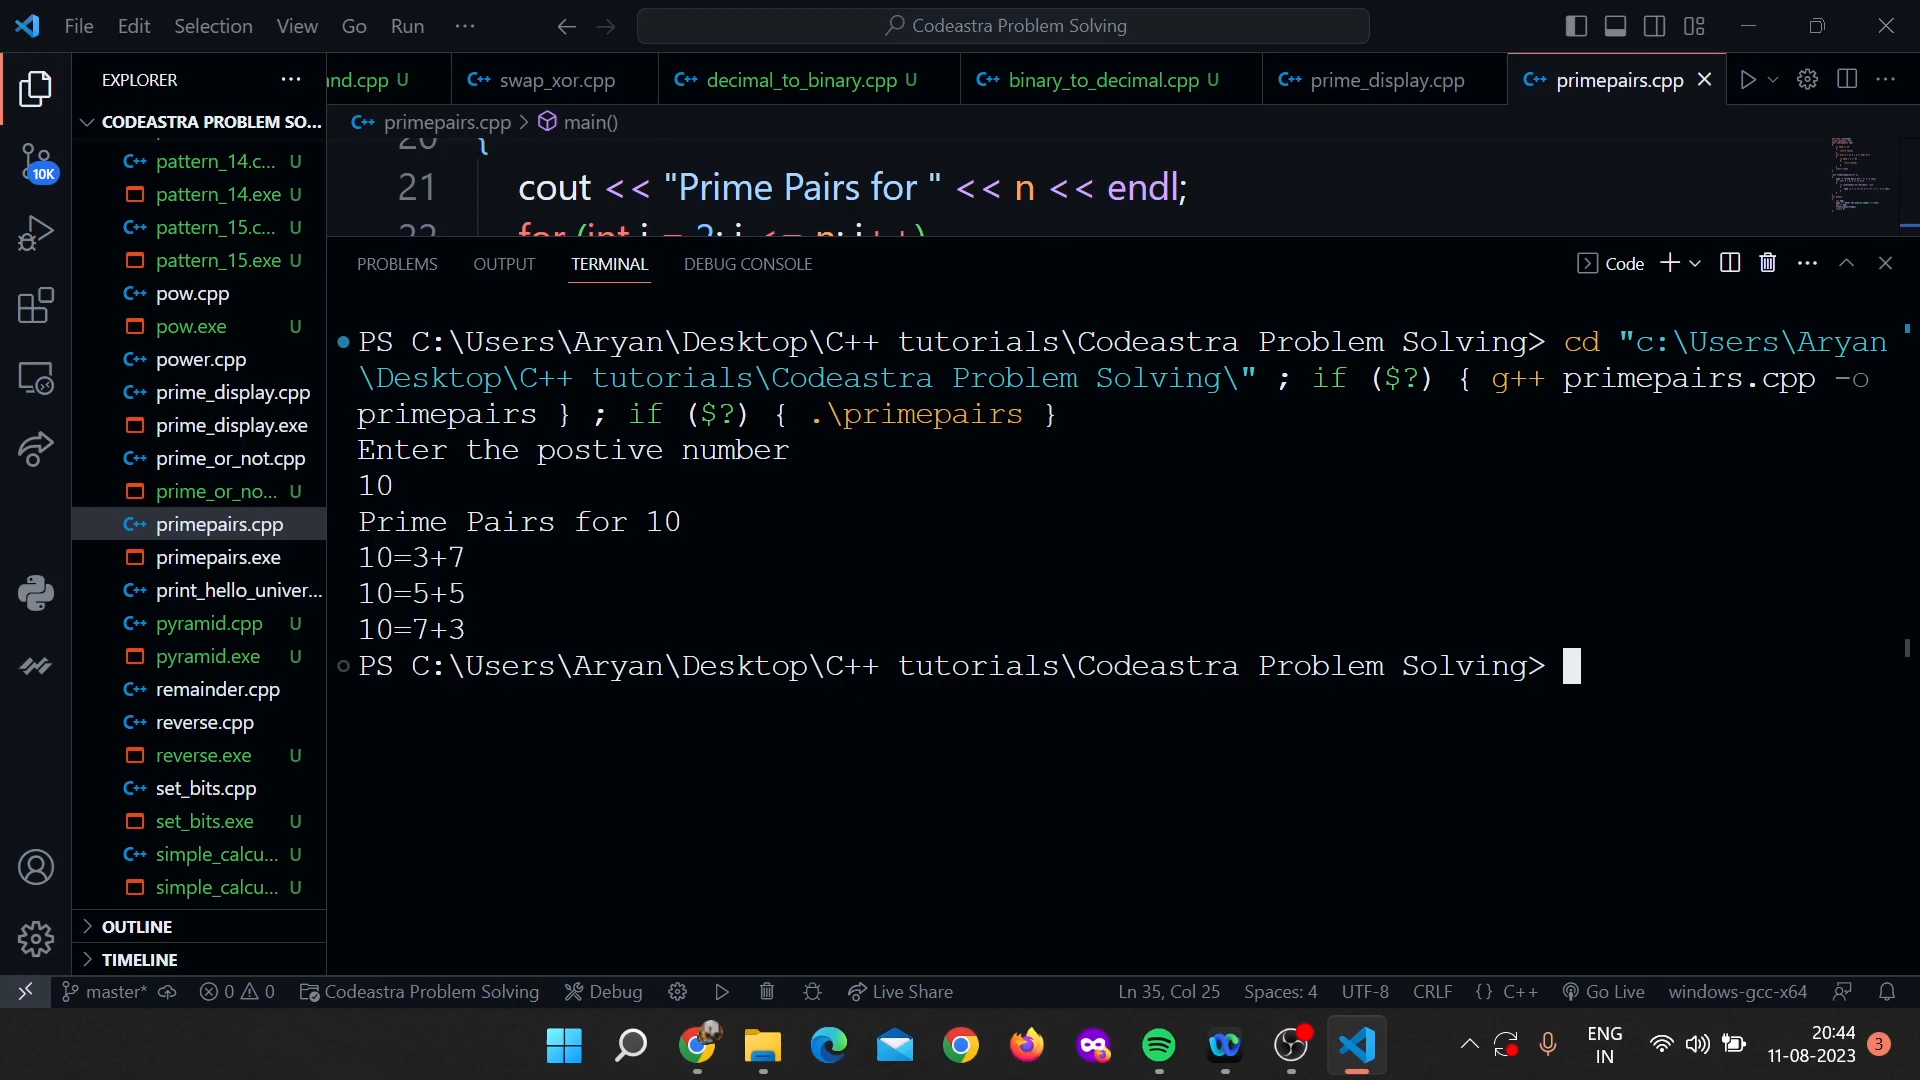 File Edit Selection View Go Run ··· Codeastra Problem Solving
EXPLORER
and.cpp U swap_xor.cpp decimal_to_binary.cpp U binary_to_decimal.cpp U prime_display.cpp primepairs.cpp
CODEASTRA PROBLEM SO...
primepairs.cpp > main()
10K
pattern_14.c... U
pattern_14.exe U
pattern_15.c... U
pattern_15.exe U
pow.cpp
pow.exe U
power.cpp
prime_display.cpp
prime_display.exe
prime_or_not.cpp
prime_or_no... U
primepairs.cpp
primepairs.exe
print_hello_univer...
pyramid.cpp U
pyramid.exe U
remainder.cpp
reverse.cpp
reverse.exe U
set_bits.cpp
set_bits.exe U
simple_calcu... U
simple_calcu... U
OUTLINE
TIMELINE
20 {
21 cout << "Prime Pairs for " << n << endl;
22 for (int i = 2; i <= n; i++)
PROBLEMS OUTPUT TERMINAL DEBUG CONSOLE Code
PS C:\Users\Aryan\Desktop\C++ tutorials\Codeastra Problem Solving> cd "c:\Users\Aryan
\Desktop\C++ tutorials\Codeastra Problem Solving\" ; if ($?) { g++ primepairs.cpp -o
primepairs } ; if ($?) { .\primepairs }
Enter the postive number
10
Prime Pairs for 10
10=3+7
10=5+5
10=7+3
PS C:\Users\Aryan\Desktop\C++ tutorials\Codeastra Problem Solving>
master* 0 0 Codeastra Problem Solving Debug Live Share Ln 35, Col 25 Spaces: 4 UTF-8 CRLF {} C++ Go Live windows-gcc-x64
ENG
IN
20:44
11-08-2023
3